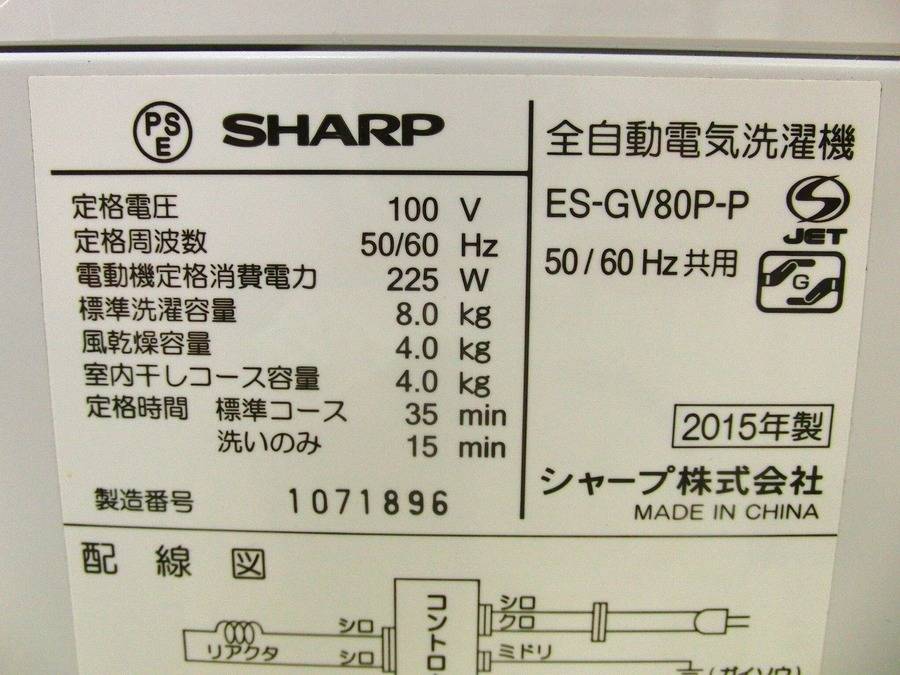 PSE SHARP
定格電圧 100 V
定格周波数 50/60 Hz
電動機定格消費電力 225 W
標準洗濯容量 8.0 kg
風乾燥容量 4.0 kg
室内干しコース容量 4.0 kg
定格時間 標準コース 35 min
洗いのみ 15 min
製造番号 1071896
全自動電気洗濯機
ES-GV80P-P
JET
50/60 Hz 共用
G
2015年製
シャープ株式会社
MADE IN CHINA
配線図
シロ
リアクタ
シロ
コントロ
シロ
クロ
ミドリ
(ガイソウ)